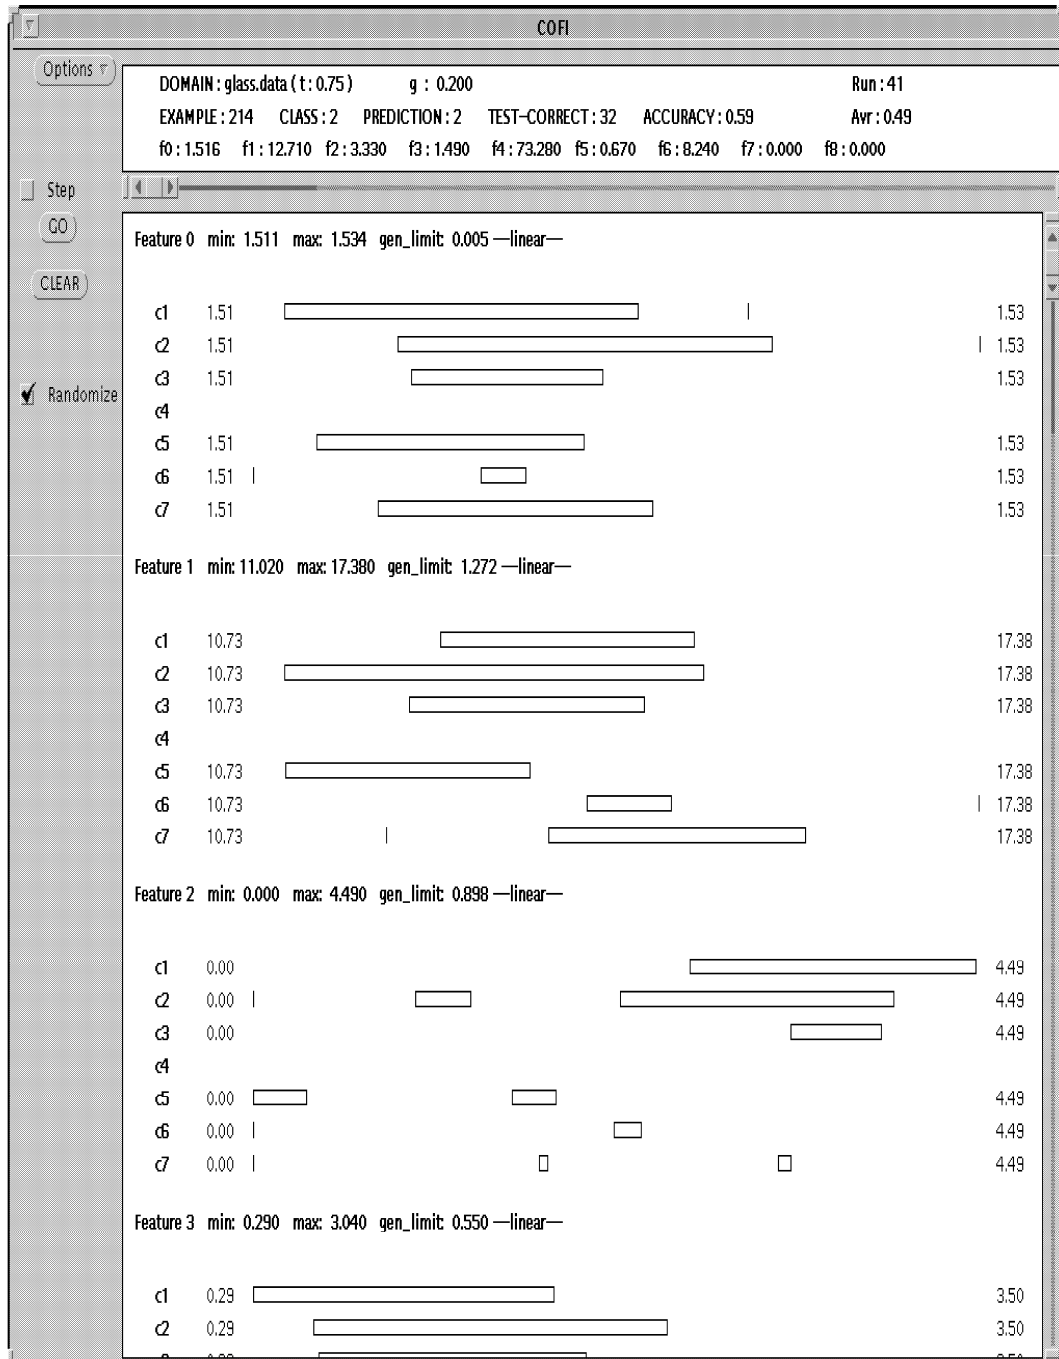 COFI
Options
DOMAIN : glass.data ( t : 0.75 ) g : 0.200 Run : 41
EXAMPLE : 214 CLASS : 2 PREDICTION : 2 TEST-CORRECT : 32 ACCURACY : 0.59 Avr : 0.49
f0 : 1.516 f1 : 12.710 f2 : 3.330 f3 : 1.490 f4 : 73.280 f5 : 0.670 f6 : 8.240 f7 : 0.000 f8 : 0.000
Step
GO
CLEAR
Randomize
Feature 0 min: 1.511 max: 1.534 gen_limit: 0.005 —linear—
c1 1.51 1.53
c2 1.51 1.53
c3 1.51 1.53
c4
c5 1.51 1.53
c6 1.51 1.53
c7 1.51 1.53
Feature 1 min: 11.020 max: 17.380 gen_limit: 1.272 —linear—
c1 10.73 17.38
c2 10.73 17.38
c3 10.73 17.38
c4
c5 10.73 17.38
c6 10.73 17.38
c7 10.73 17.38
Feature 2 min: 0.000 max: 4.490 gen_limit: 0.898 —linear—
c1 0.00 4.49
c2 0.00 4.49
c3 0.00 4.49
c4
c5 0.00 4.49
c6 0.00 4.49
c7 0.00 4.49
Feature 3 min: 0.290 max: 3.040 gen_limit: 0.550 —linear—
c1 0.29 3.50
c2 0.29 3.50